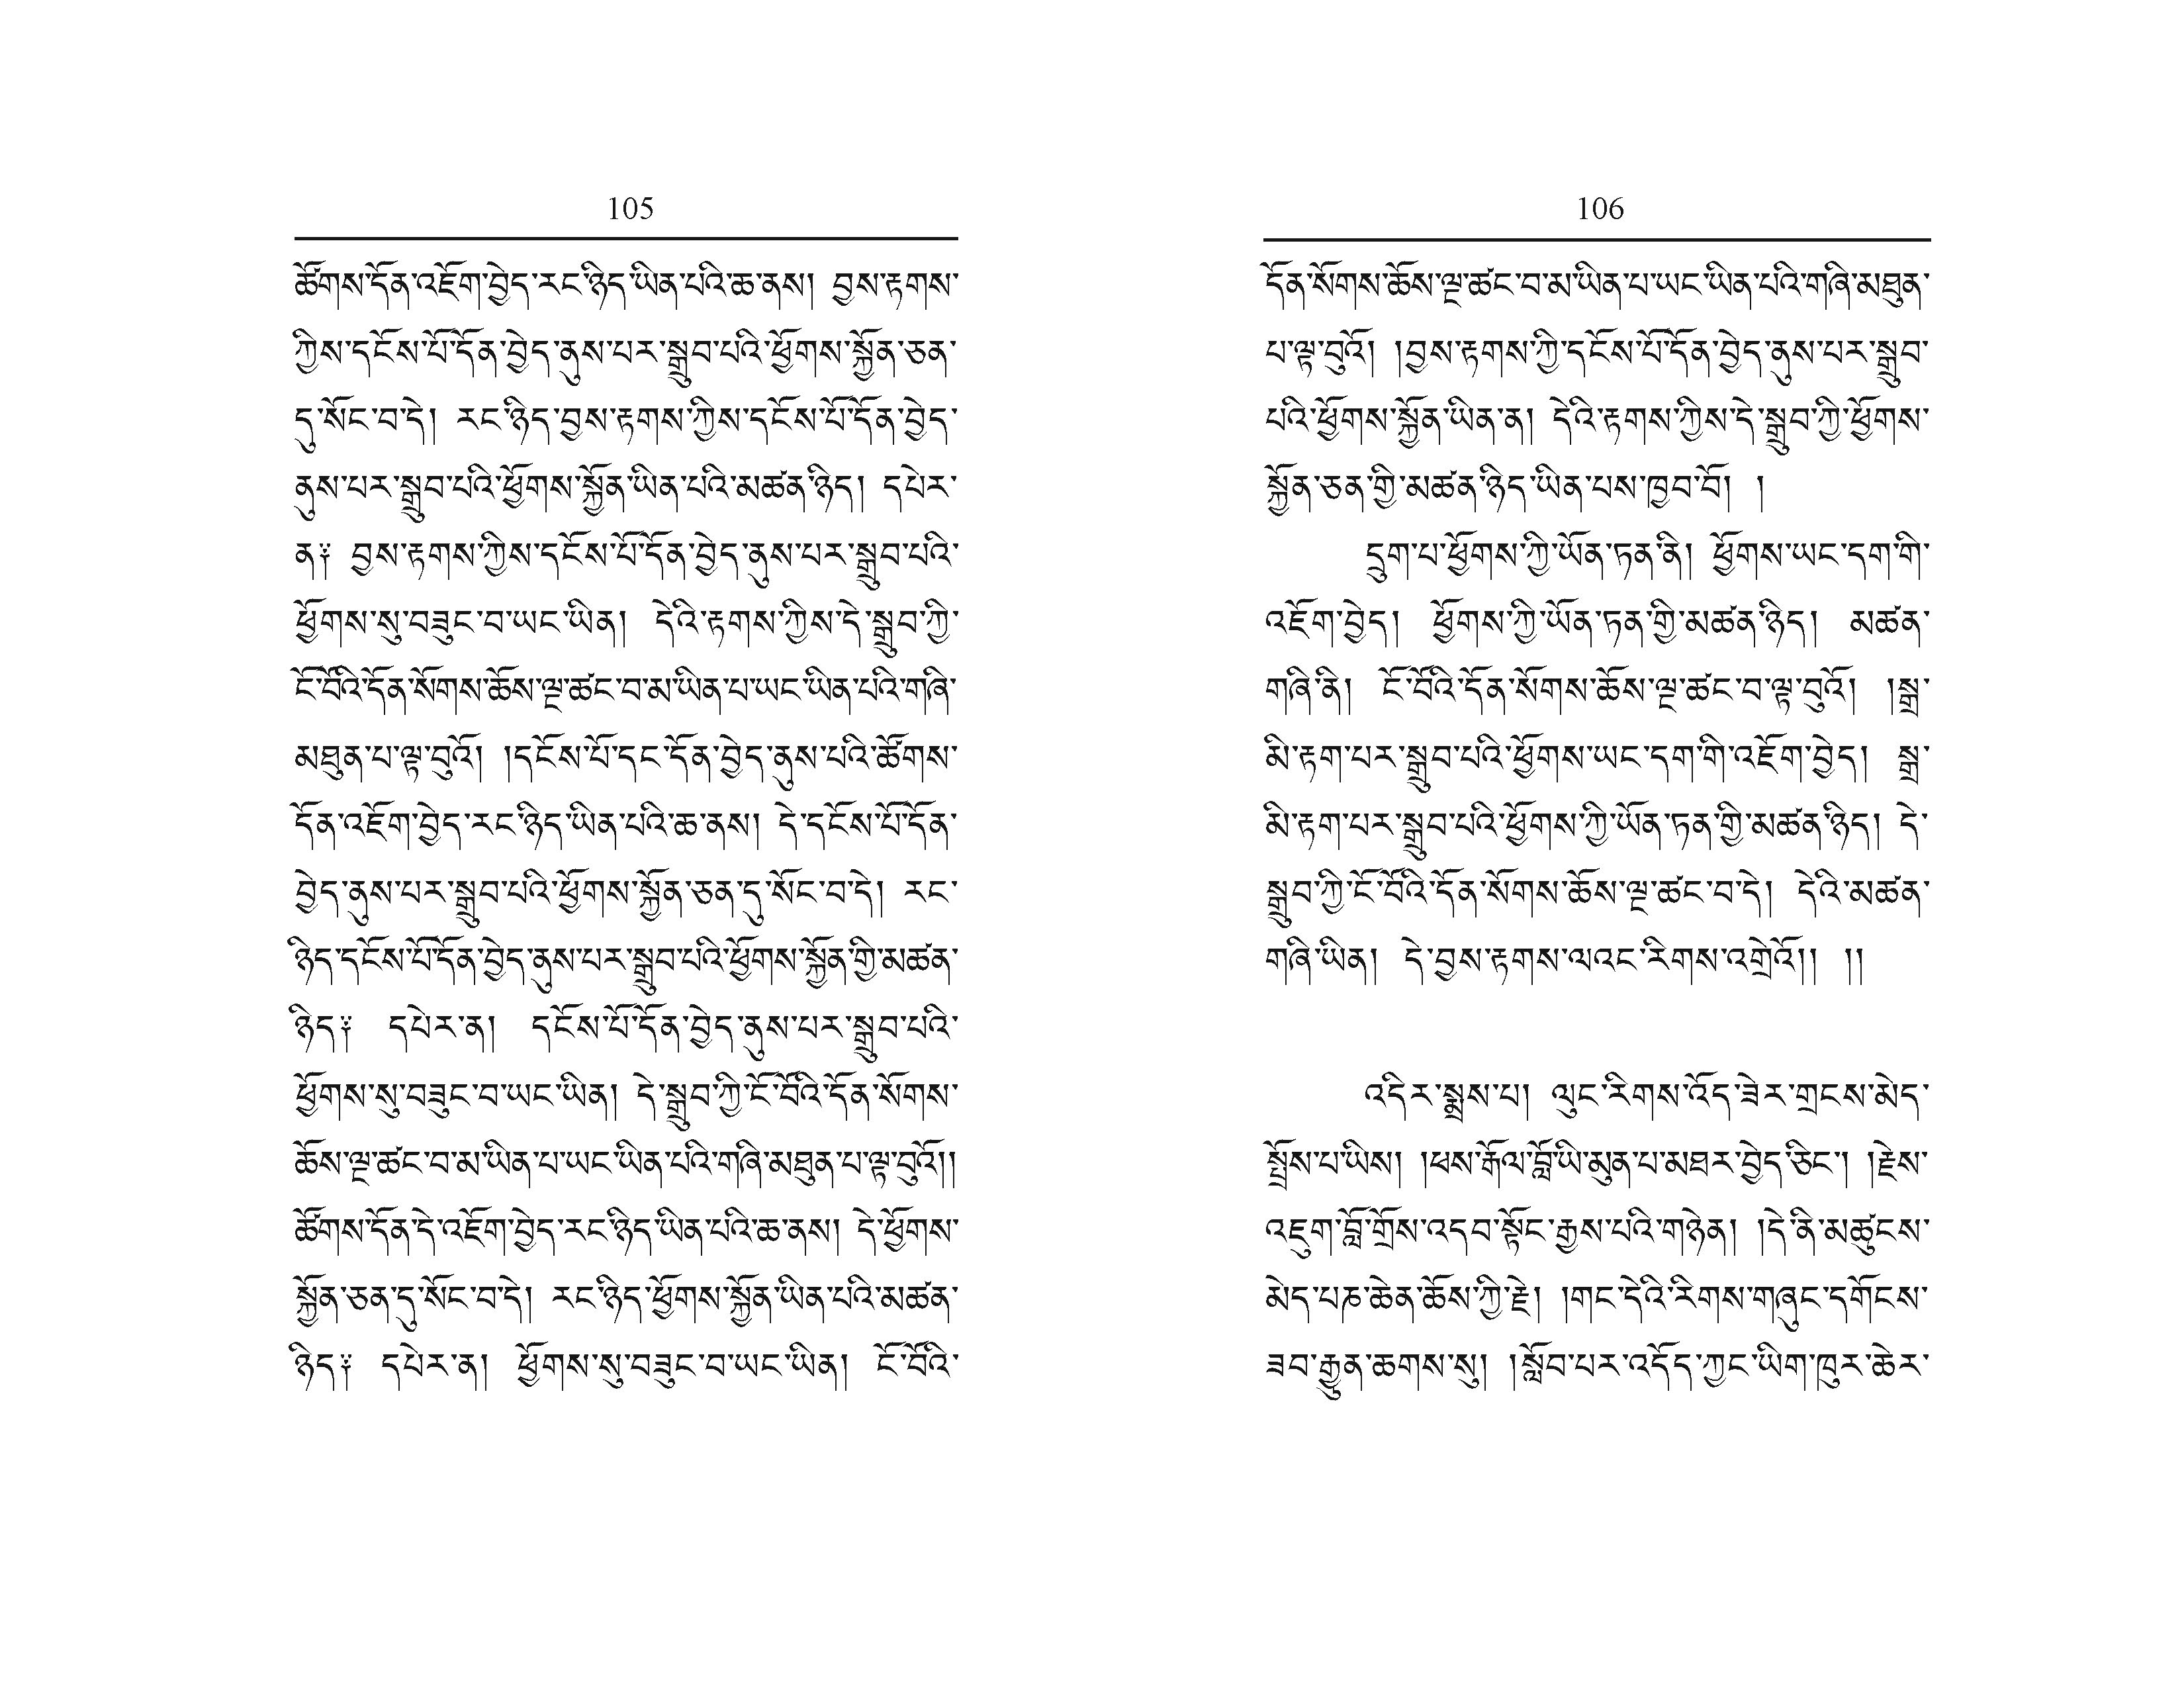 105
ཚོགས་དོན་འཇོག་བྱེད་རང་ཉིད་ཡིན་པའི་ཆ་ནས། བྱས་རྟགས་
ཀྱིས་དངོས་པོ་དོན་བྱེད་ནུས་པར་སྒྲུབ་པའི་ཕྱོགས་སྐྱོན་ཅན་
དུ་སོང་བ་དེ། རང་ཉིད་བྱས་རྟགས་ཀྱིས་དངོས་པོ་དོན་བྱེད་
ནུས་པར་སྒྲུབ་པའི་ཕྱོགས་སྐྱོན་ཡིན་པའི་མཚན་ཉིད། དཔེར་
ན༑ བྱས་རྟགས་ཀྱིས་དངོས་པོ་དོན་བྱེད་ནུས་པར་སྒྲུབ་པའི་
ཕྱོགས་སུ་བཟུང་བ་ཡང་ཡིན། དེའི་རྟགས་ཀྱིས་དེ་སྒྲུབ་ཀྱི་
ངོ་བོའི་དོན་སོགས་ཆོས་ལྔ་ཚང་བ་མ་ཡིན་པ་ཡང་ཡིན་པའི་གཞི་
མཐུན་པ་ལྟ་བུའོ། །དངོས་པོ་དང་དོན་བྱེད་ནུས་པའི་ཚོགས་
དོན་འཇོག་བྱེད་རང་ཉིད་ཡིན་པའི་ཆ་ནས། དེ་དངོས་པོ་དོན་
བྱེད་ནུས་པར་སྒྲུབ་པའི་ཕྱོགས་སྐྱོན་ཅན་དུ་སོང་བ་དེ། རང་
ཉིད་དངོས་པོ་དོན་བྱེད་ནུས་པར་སྒྲུབ་པའི་ཕྱོགས་སྐྱོན་གྱི་མཚན་
ཉིད༑ དཔེར་ན། དངོས་པོ་དོན་བྱེད་ནུས་པར་སྒྲུབ་པའི་
ཕྱོགས་སུ་བཟུང་བ་ཡང་ཡིན། དེ་སྒྲུབ་ཀྱི་ངོ་བོའི་དོན་སོགས་
ཆོས་ལྔ་ཚང་བ་མ་ཡིན་པ་ཡང་ཡིན་པའི་གཞི་མཐུན་པ་ལྟ་བུའོ།།
ཚོགས་དོན་དེ་འཇོག་བྱེད་རང་ཉིད་ཡིན་པའི་ཆ་ནས། དེ་ཕྱོགས་
སྐྱོན་ཅན་དུ་སོང་བ་དེ། རང་ཉིད་ཕྱོགས་སྐྱོན་ཡིན་པའི་མཚན་
ཉིད༑ དཔེར་ན། ཕྱོགས་སུ་བཟུང་བ་ཡང་ཡིན། ངོ་བོའི་
106
དོན་སོགས་ཆོས་ལྔ་ཚང་བ་མ་ཡིན་པ་ཡང་ཡིན་པའི་གཞི་མཐུན་
པ་ལྟ་བུའོ། །བྱས་རྟགས་ཀྱི་དངོས་པོ་དོན་བྱེད་ནུས་པར་སྒྲུབ་
པའི་ཕྱོགས་སྐྱོན་ཡིན་ན། དེའི་རྟགས་ཀྱིས་དེ་སྒྲུབ་ཀྱི་ཕྱོགས་
སྐྱོན་ཅན་གྱི་མཚན་ཉིད་ཡིན་པས་ཁྱབ་བོ། །
དྲུག་པ་ཕྱོགས་ཀྱི་ཡོན་ཏན་ནི། ཕྱོགས་ཡང་དག་གི་
འཇོག་བྱེད། ཕྱོགས་ཀྱི་ཡོན་ཏན་གྱི་མཚན་ཉིད། མཚན་
གཞི་ནི། ངོ་བོའི་དོན་སོགས་ཆོས་ལྔ་ཚང་བ་ལྟ་བུའོ། །སྒྲ་
མི་རྟག་པར་སྒྲུབ་པའི་ཕྱོགས་ཡང་དག་གི་འཇོག་བྱེད། སྒྲ་
མི་རྟག་པར་སྒྲུབ་པའི་ཕྱོགས་ཀྱི་ཡོན་ཏན་གྱི་མཚན་ཉིད། དེ་
སྒྲུབ་ཀྱི་ངོ་བོའི་དོན་སོགས་ཆོས་ལྔ་ཚང་བ་དེ། དེའི་མཚན་
གཞི་ཡིན། དེ་བྱས་རྟགས་ལའང་རིགས་འགྲེའོ།། །།
འདིར་སྨྲས་པ། ལུང་རིགས་འོད་ཟེར་གྲངས་མེད་
སྤྲོས་པ་ཡིས། །ཕས་རྒོལ་བློ་ཡི་མུན་པ་མཐར་བྱེད་ཅིང་། །རྗེས་
འཇུག་བློ་གྲོས་འདབ་སྟོང་རྒྱས་པའི་གཉེན། །དེ་ནི་མཚུངས་
མེད་པཎ་ཆེན་ཆོས་ཀྱི་རྗེ། །གང་དེའི་རིགས་གཞུང་དགོངས་
ཟབ་རྒྱུན་ཆགས་སུ། །སློབ་པར་འདོད་ཀྱང་ཡིག་ཁུར་ཆེར་